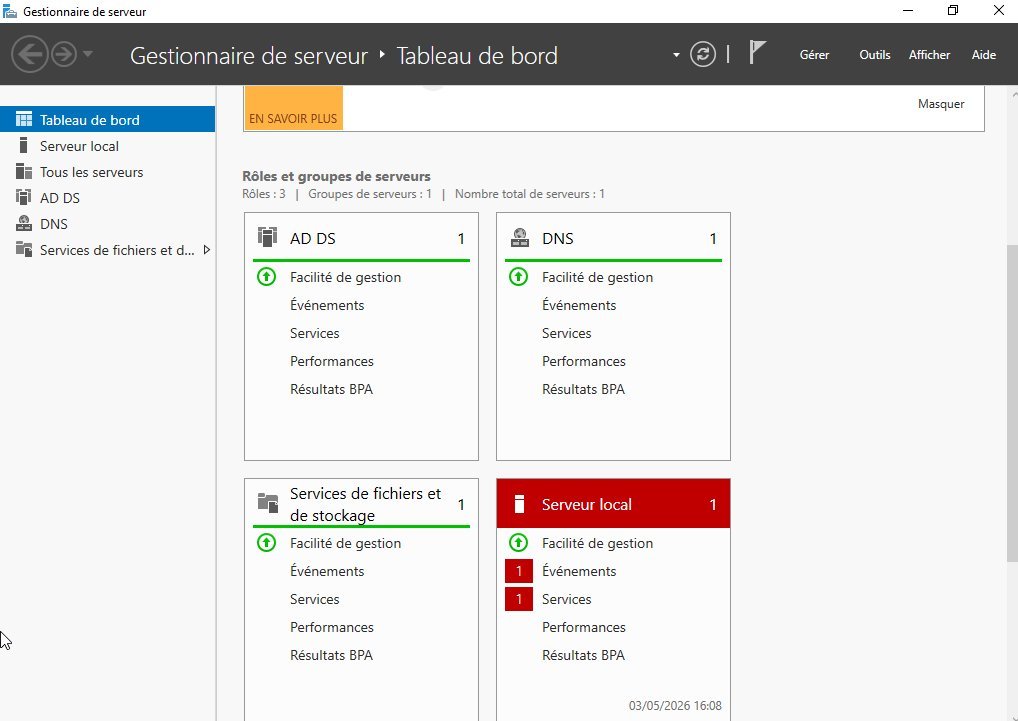 Gestionnaire de serveur
Gestionnaire de serveur ‣ Tableau de bord
Gérer Outils Afficher Aide
Tableau de bord
Serveur local
Tous les serveurs
AD DS
DNS
Services de fichiers et d...
EN SAVOIR PLUS
Masquer
Rôles et groupes de serveurs
Rôles : 3 | Groupes de serveurs : 1 | Nombre total de serveurs : 1
AD DS 1
Facilité de gestion
Événements
Services
Performances
Résultats BPA
DNS 1
Facilité de gestion
Événements
Services
Performances
Résultats BPA
Services de fichiers et
de stockage 1
Facilité de gestion
Événements
Services
Performances
Résultats BPA
Serveur local 1
Facilité de gestion
1 Événements
1 Services
Performances
Résultats BPA
03/05/2026 16:08